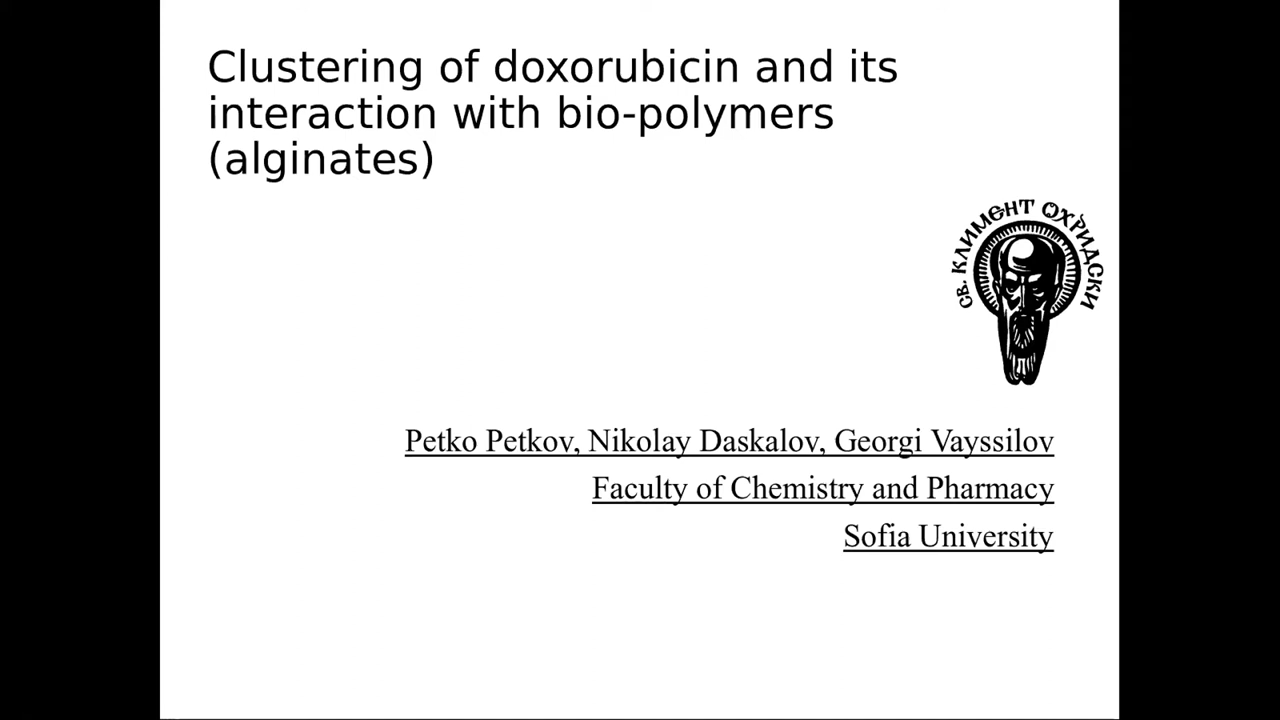 Clustering of doxorubicin and its
interaction with bio-polymers
(alginates)
СВ. КЛИМЕНТ ОХРИДСКИ
Petko Petkov, Nikolay Daskalov, Georgi Vayssilov
Faculty of Chemistry and Pharmacy
Sofia University